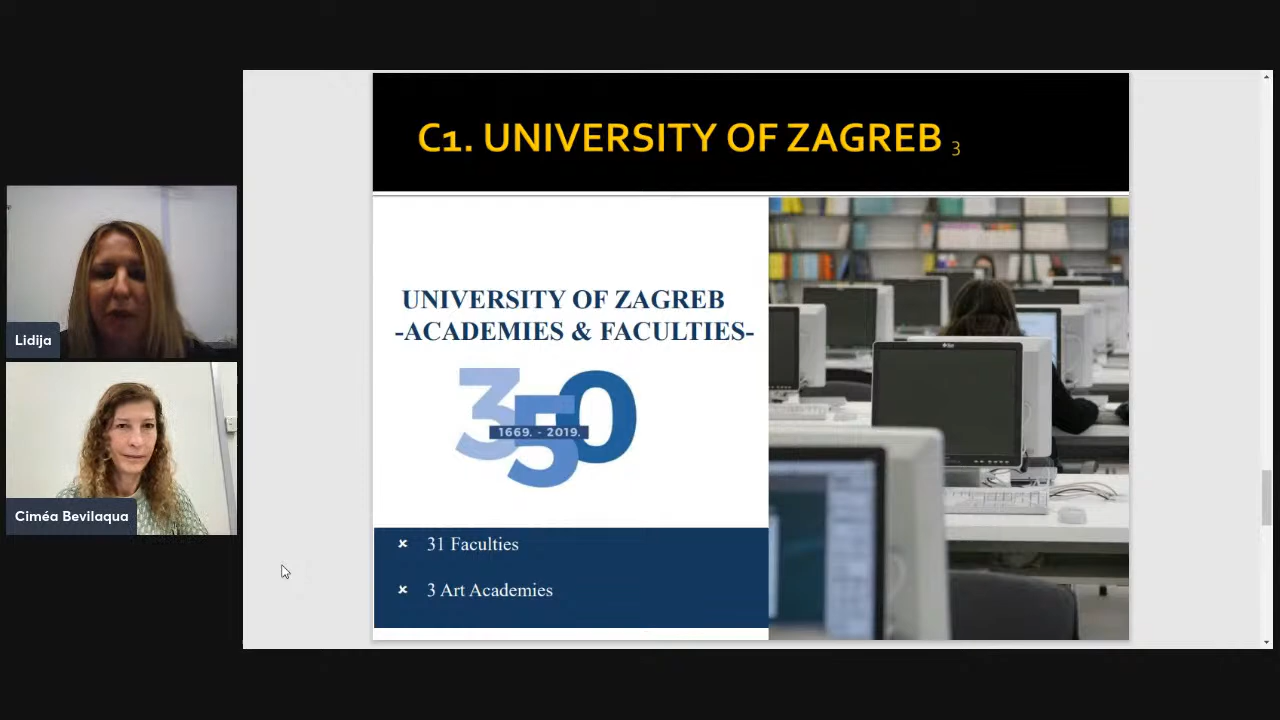 C1. UNIVERSITY OF ZAGREB 3
UNIVERSITY OF ZAGREB
-ACADEMIES & FACULTIES-
350
1669. - 2019.
31 Faculties
3 Art Academies
Lidija
Ciméa Bevilaqua